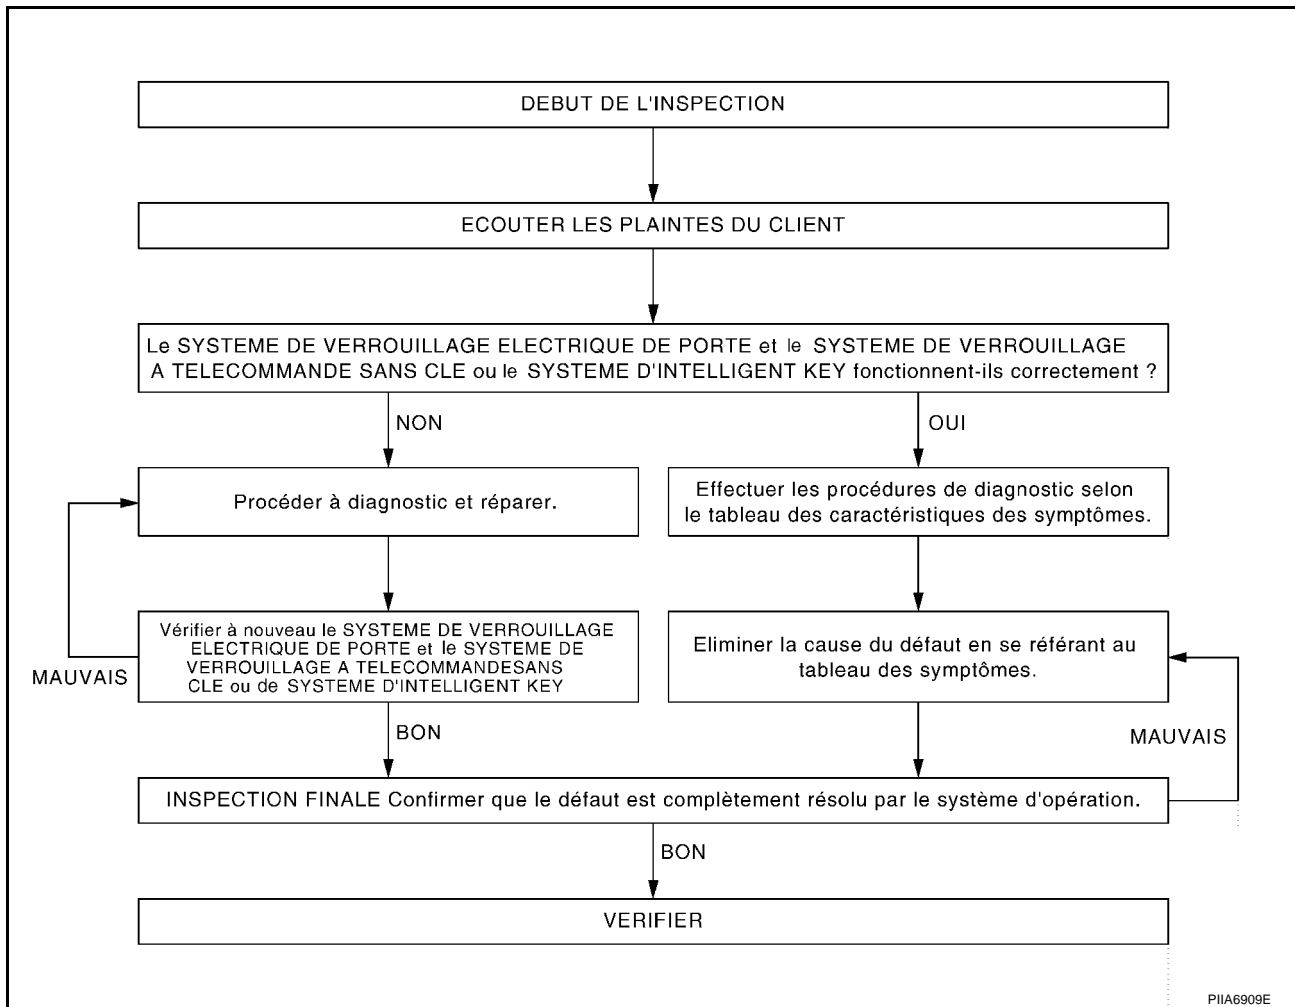 DEBUT DE L'INSPECTION
ECOUTER LES PLAINTES DU CLIENT
Le SYSTEME DE VERROUILLAGE ELECTRIQUE DE PORTE et le SYSTEME DE VERROUILLAGE
A TELECOMMANDE SANS CLE ou le SYSTEME D'INTELLIGENT KEY fonctionnent-ils correctement ?
NON
OUI
Procéder à diagnostic et réparer.
Effectuer les procédures de diagnostic selon
le tableau des caractéristiques des symptômes.
Vérifier à nouveau le SYSTEME DE VERROUILLAGE
ELECTRIQUE DE PORTE et le SYSTEME DE
VERROUILLAGE A TELECOMMANDESANS
CLE ou de SYSTEME D'INTELLIGENT KEY
Eliminer la cause du défaut en se référant au
tableau des symptômes.
MAUVAIS
BON
MAUVAIS
INSPECTION FINALE Confirmer que le défaut est complètement résolu par le système d'opération.
BON
VERIFIER
PIIA6909E